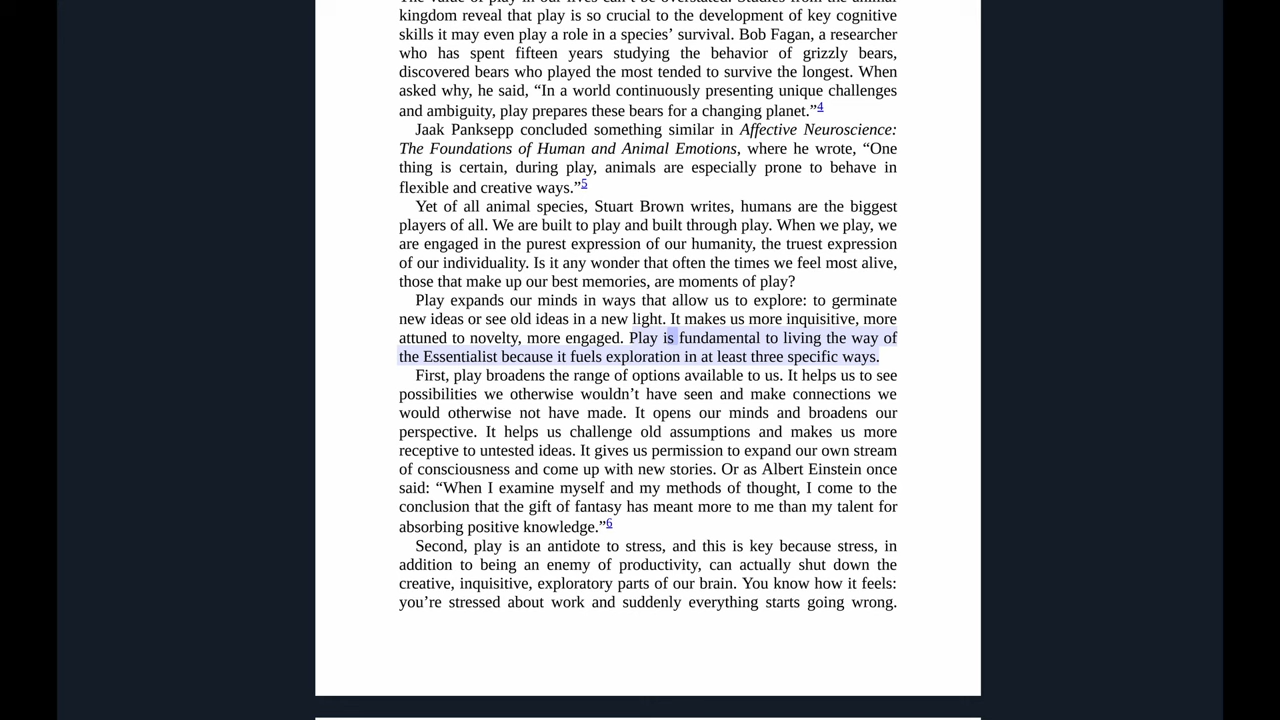 The value of play in our lives can't be overstated. Studies from the animal
kingdom reveal that play is so crucial to the development of key cognitive
skills it may even play a role in a species’ survival. Bob Fagan, a researcher
who has spent fifteen years studying the behavior of grizzly bears,
discovered bears who played the most tended to survive the longest. When
asked why, he said, “In a world continuously presenting unique challenges
and ambiguity, play prepares these bears for a changing planet.”4
Jaak Panksepp concluded something similar in Affective Neuroscience:
The Foundations of Human and Animal Emotions, where he wrote, “One
thing is certain, during play, animals are especially prone to behave in
flexible and creative ways.”5
Yet of all animal species, Stuart Brown writes, humans are the biggest
players of all. We are built to play and built through play. When we play, we
are engaged in the purest expression of our humanity, the truest expression
of our individuality. Is it any wonder that often the times we feel most alive,
those that make up our best memories, are moments of play?
Play expands our minds in ways that allow us to explore: to germinate
new ideas or see old ideas in a new light. It makes us more inquisitive, more
attuned to novelty, more engaged. Play is fundamental to living the way of
the Essentialist because it fuels exploration in at least three specific ways.
First, play broadens the range of options available to us. It helps us to see
possibilities we otherwise wouldn’t have seen and make connections we
would otherwise not have made. It opens our minds and broadens our
perspective. It helps us challenge old assumptions and makes us more
receptive to untested ideas. It gives us permission to expand our own stream
of consciousness and come up with new stories. Or as Albert Einstein once
said: “When I examine myself and my methods of thought, I come to the
conclusion that the gift of fantasy has meant more to me than my talent for
absorbing positive knowledge.”6
Second, play is an antidote to stress, and this is key because stress, in
addition to being an enemy of productivity, can actually shut down the
creative, inquisitive, exploratory parts of our brain. You know how it feels:
you’re stressed about work and suddenly everything starts going wrong.